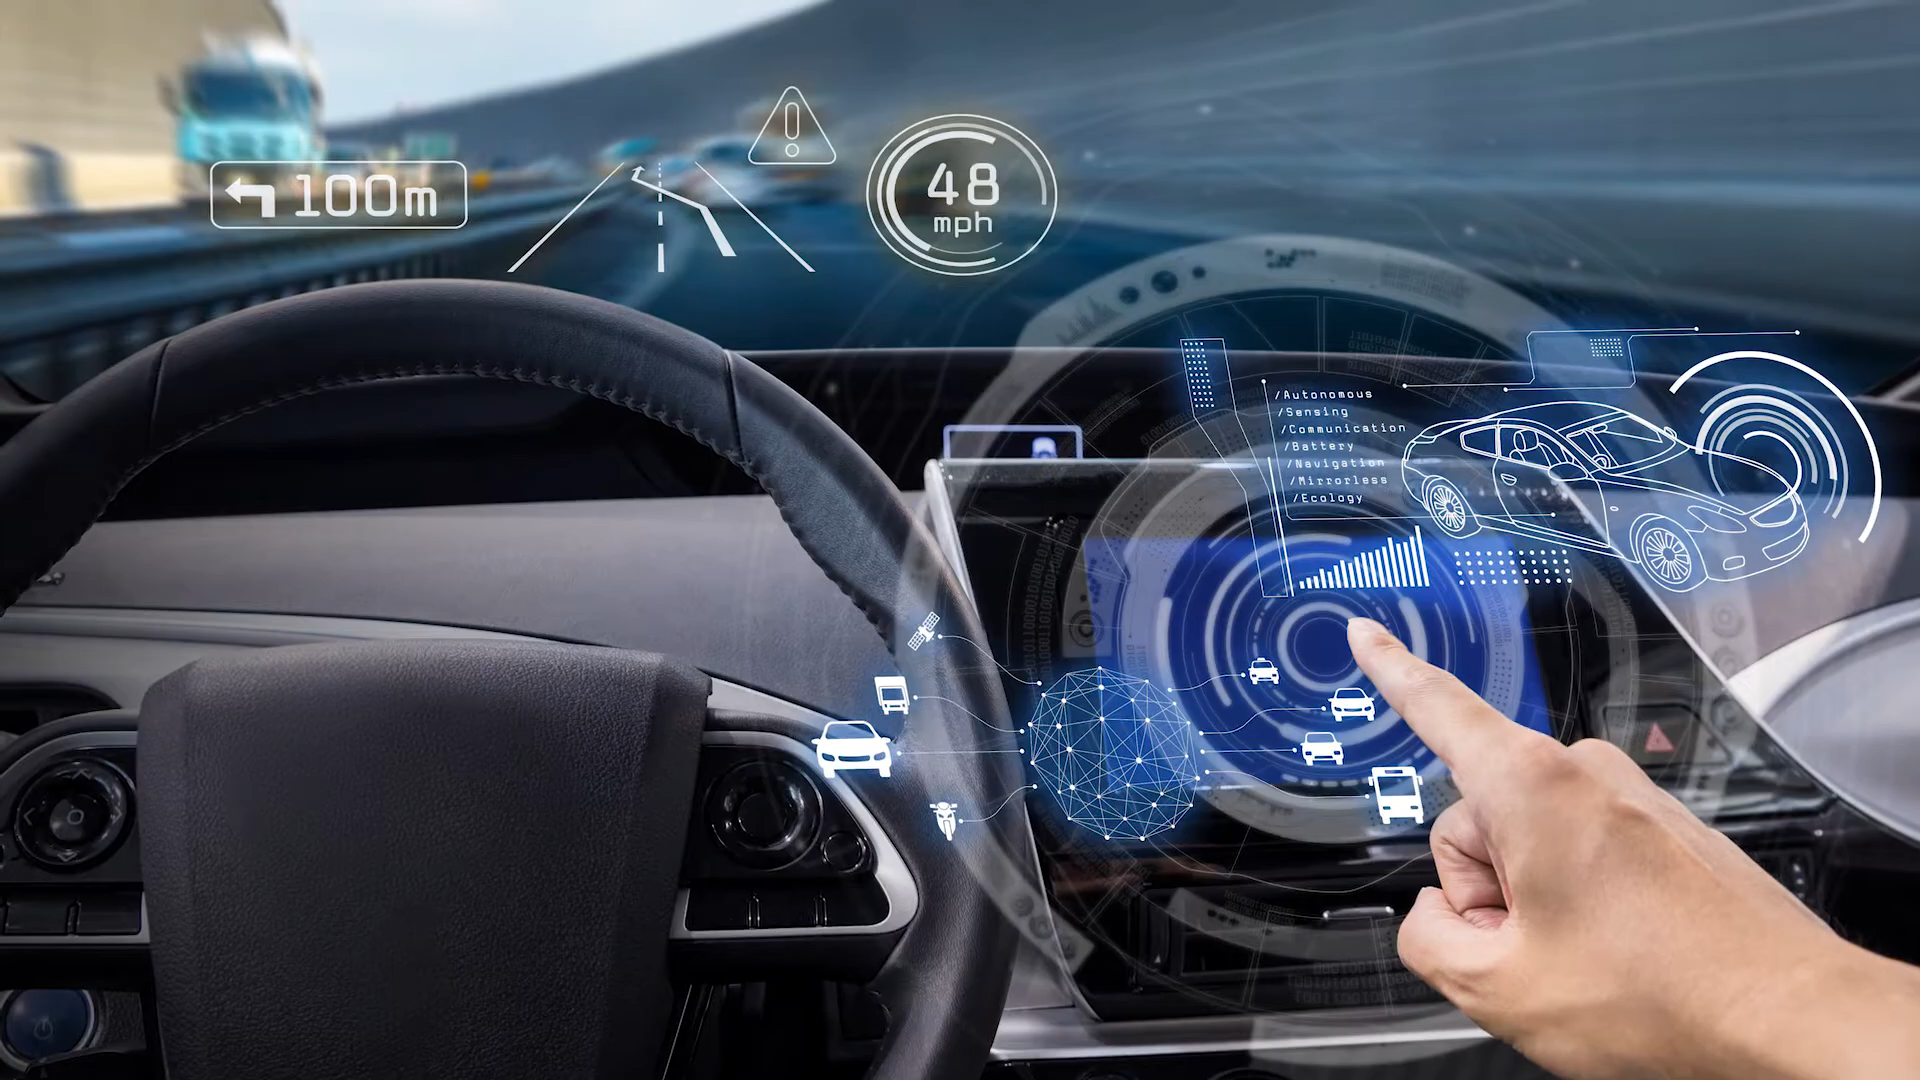 100m
48
mph
/Autonomous
/Sensing
/Communication
/Battery
/Navigation
/Mirrorless
/Ecology